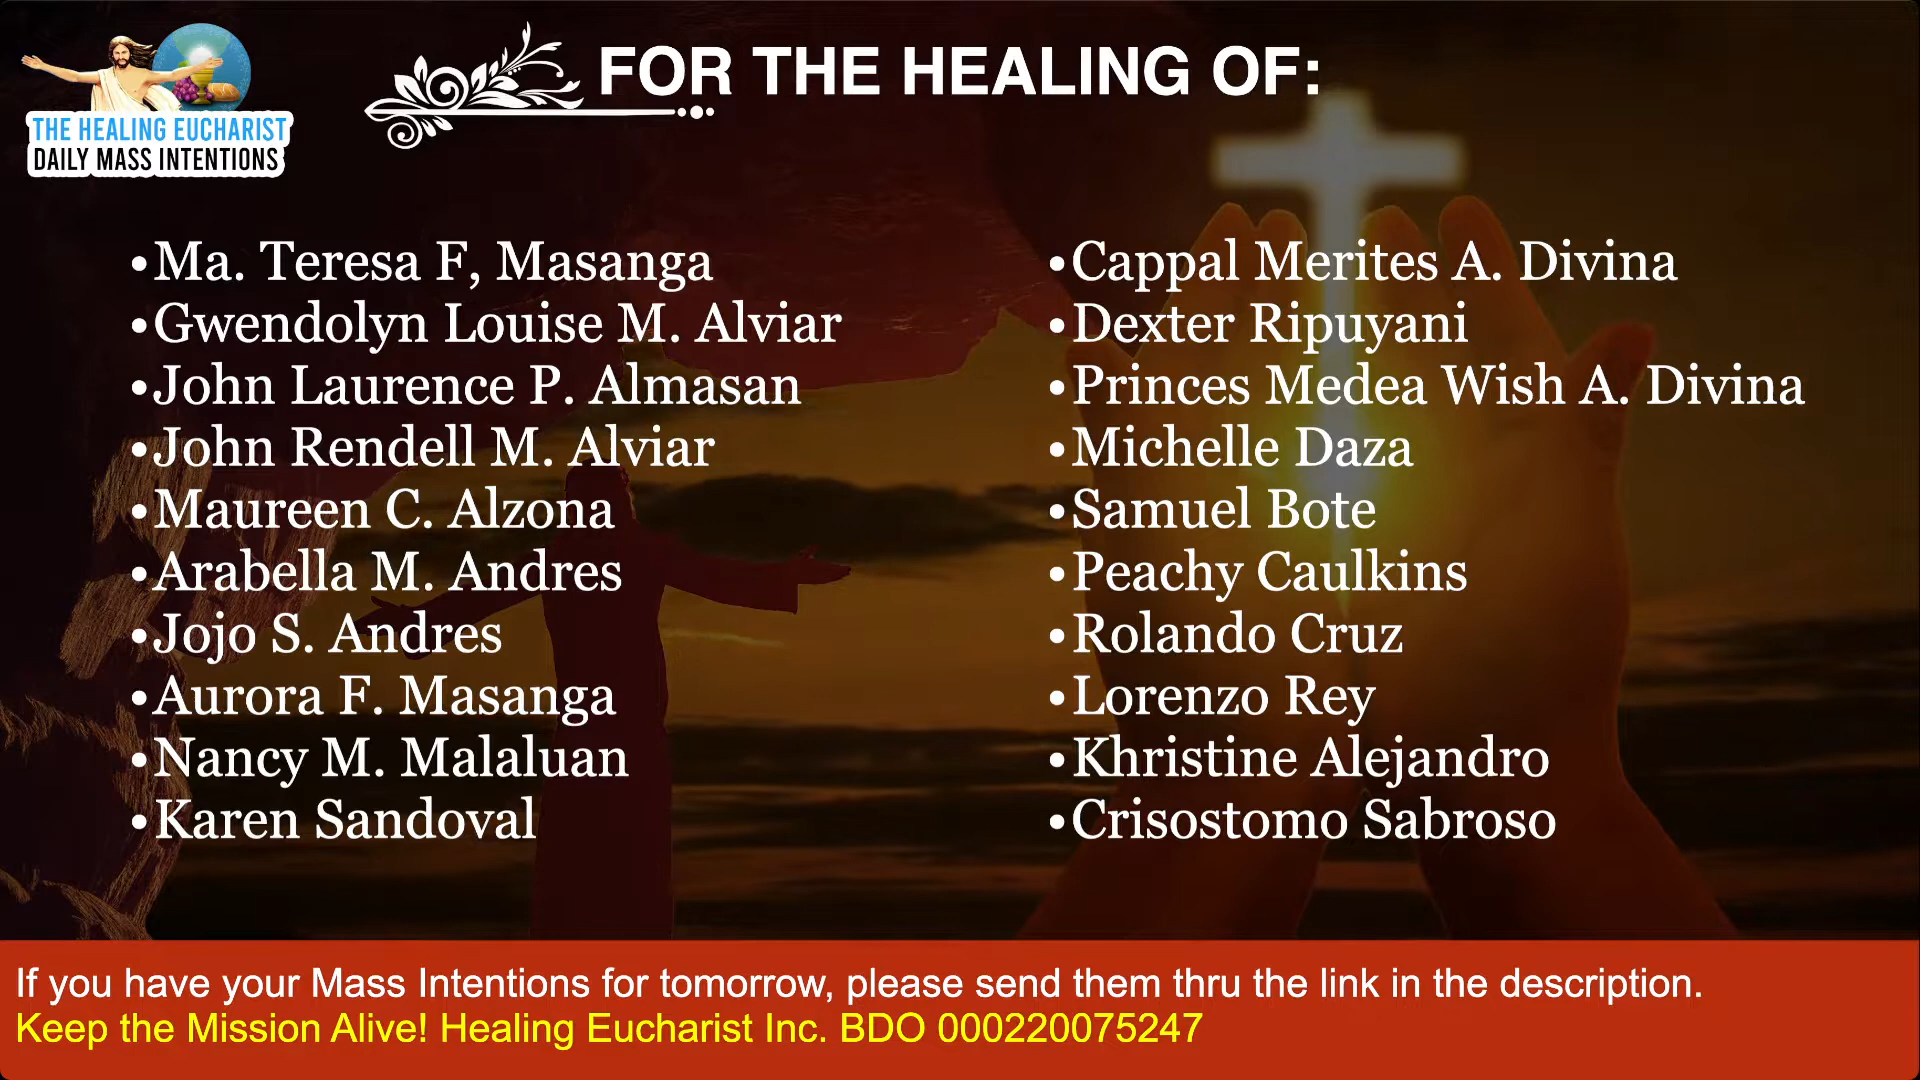 THE HEALING EUCHARIST
DAILY MASS INTENTIONS
FOR THE HEALING OF:
•Ma. Teresa F, Masanga
•Gwendolyn Louise M. Alviar
•John Laurence P. Almasan
•John Rendell M. Alviar
•Maureen C. Alzona
•Arabella M. Andres
•Jojo S. Andres
•Aurora F. Masanga
•Nancy M. Malaluan
•Karen Sandoval
•Cappal Merites A. Divina
•Dexter Ripuyani
•Princes Medea Wish A. Divina
•Michelle Daza
•Samuel Bote
•Peachy Caulkins
•Rolando Cruz
•Lorenzo Rey
•Khristine Alejandro
•Crisostomo Sabroso
If you have your Mass Intentions for tomorrow, please send them thru the link in the description.
Keep the Mission Alive! Healing Eucharist Inc. BDO 000220075247